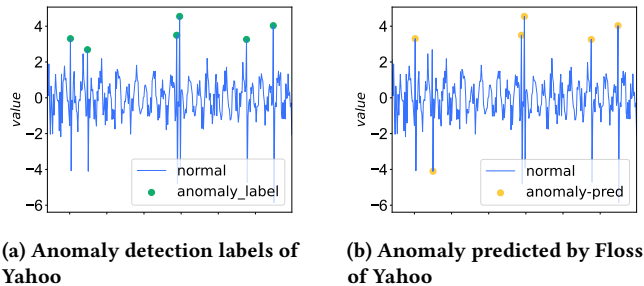 4
2
0
−2
−4
−6
value
normal
anomaly_label
(a) Anomaly detection labels of
Yahoo
4
2
0
−2
−4
−6
value
normal
anomaly-pred
(b) Anomaly predicted by Floss
of Yahoo